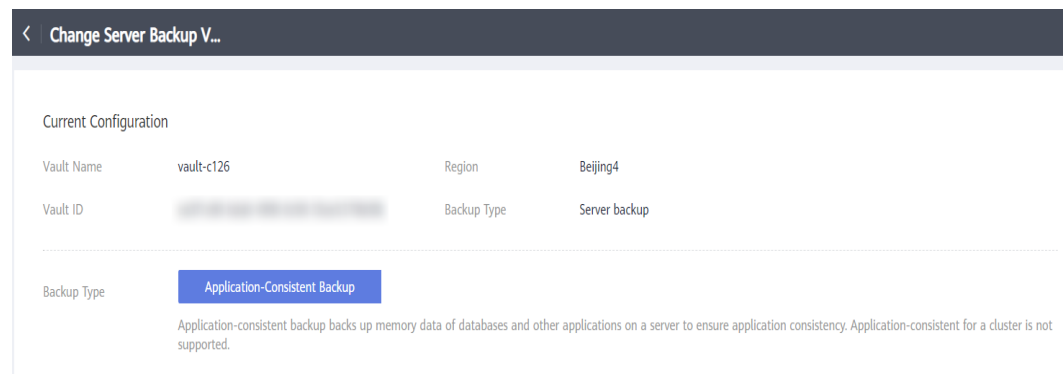 Change Server Backup V...
Current Configuration
Vault Name vault-c126 Region Beijing4
Vault ID Backup Type Server backup
Backup Type Application-Consistent Backup
Application-consistent backup backs up memory data of databases and other applications on a server to ensure application consistency. Application-consistent for a cluster is not
supported.